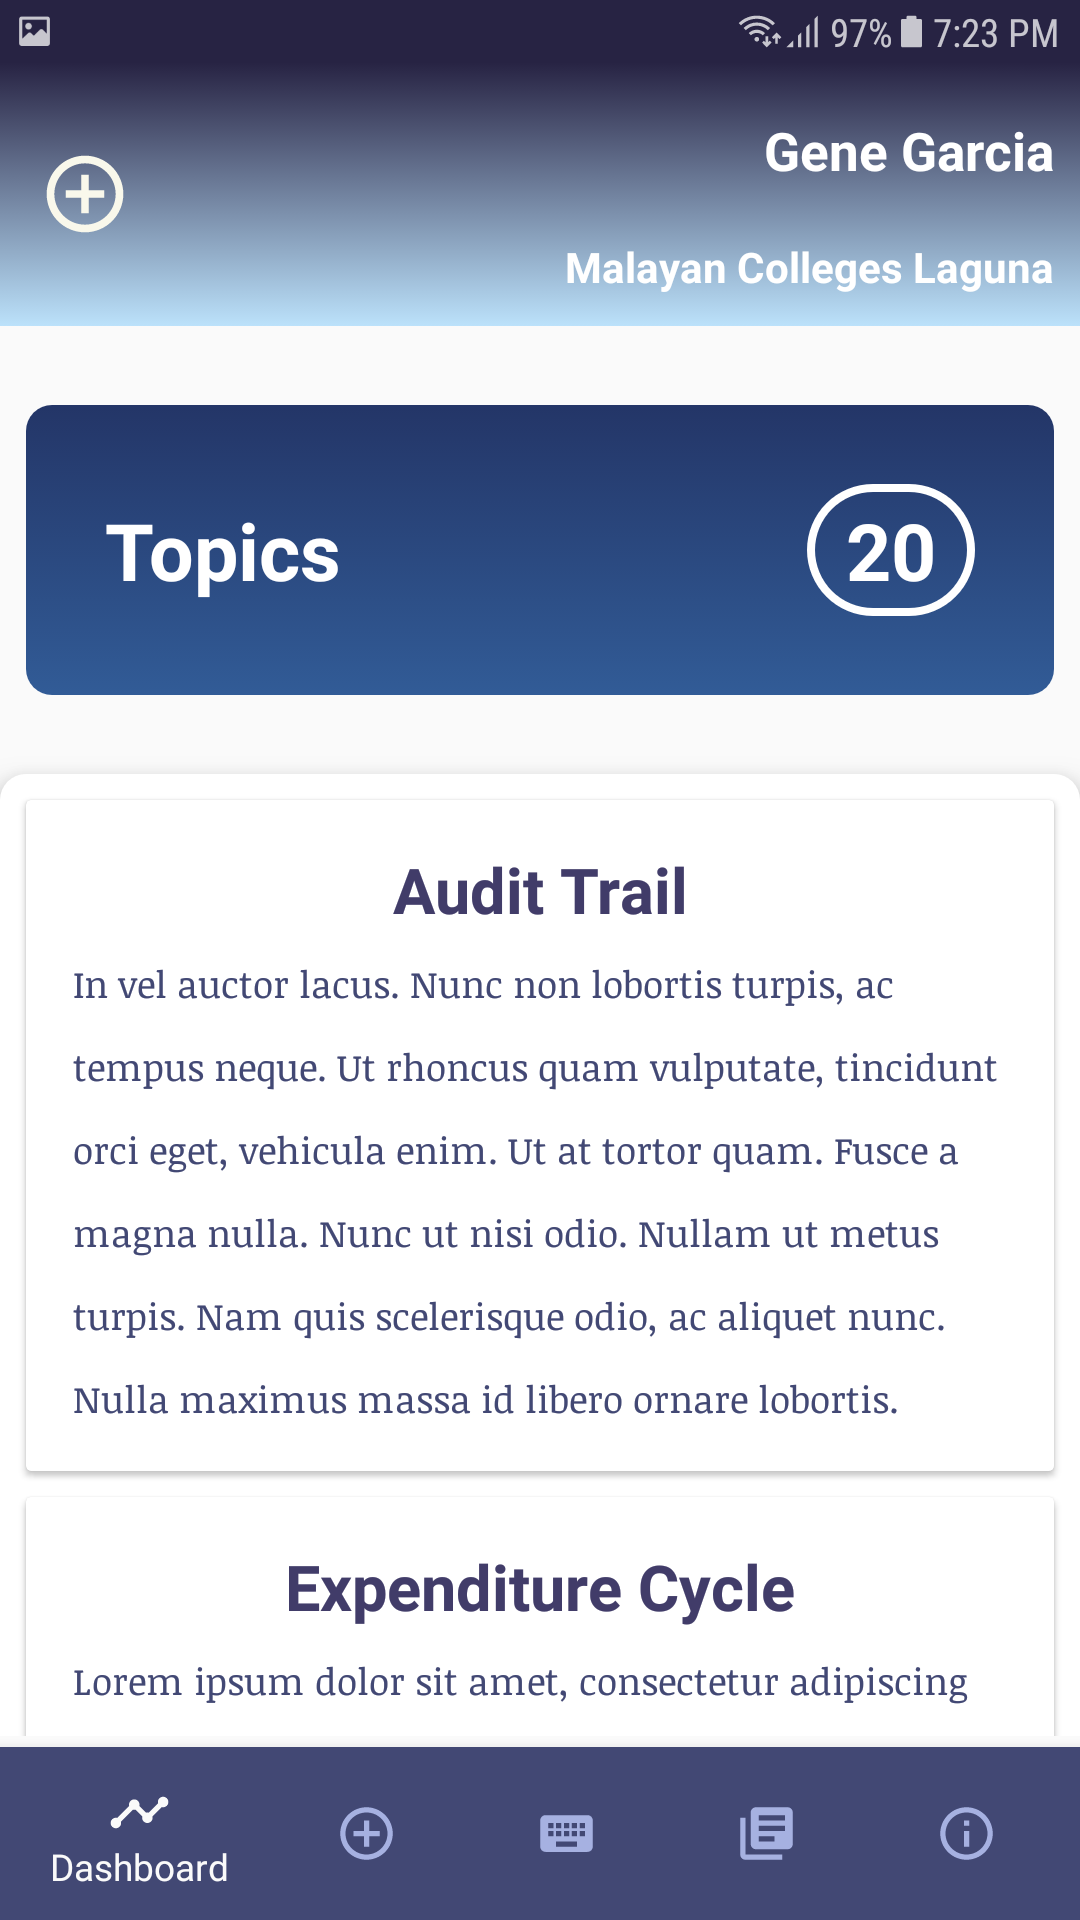 97% 7:23 PM
Gene Garcia
Malayan Colleges Laguna
Topics 20
Audit Trail
In vel auctor lacus. Nunc non lobortis turpis, ac
tempus neque. Ut rhoncus quam vulputate, tincidunt
orci eget, vehicula enim. Ut at tortor quam. Fusce a
magna nulla. Nunc ut nisi odio. Nullam ut metus
turpis. Nam quis scelerisque odio, ac aliquet nunc.
Nulla maximus massa id libero ornare lobortis.
Expenditure Cycle
Lorem ipsum dolor sit amet, consectetur adipiscing
Dashboard